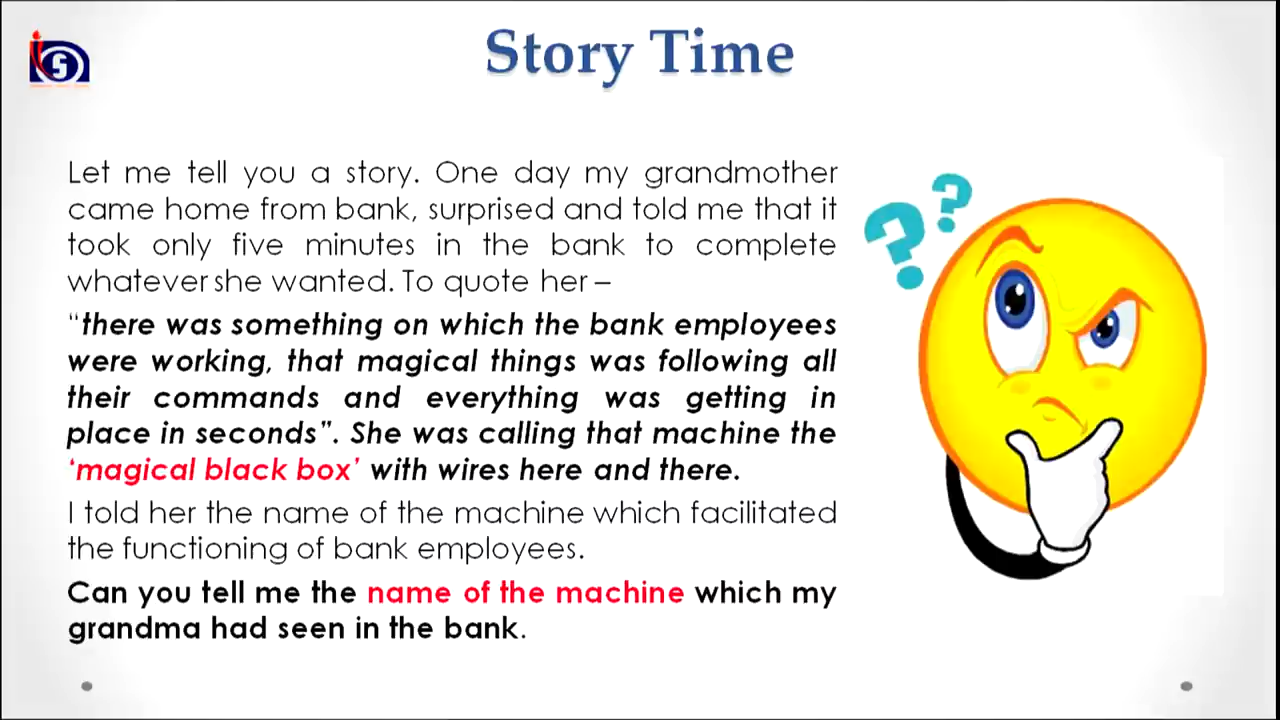 Story Time
Let me tell you a story. One day my grandmother
came home from bank, surprised and told me that it
took only five minutes in the bank to complete
whatever she wanted. To quote her –
“there was something on which the bank employees
were working, that magical things was following all
their commands and everything was getting in
place in seconds”. She was calling that machine the
‘magical black box’ with wires here and there.
I told her the name of the machine which facilitated
the functioning of bank employees.
Can you tell me the name of the machine which my
grandma had seen in the bank.
? ?